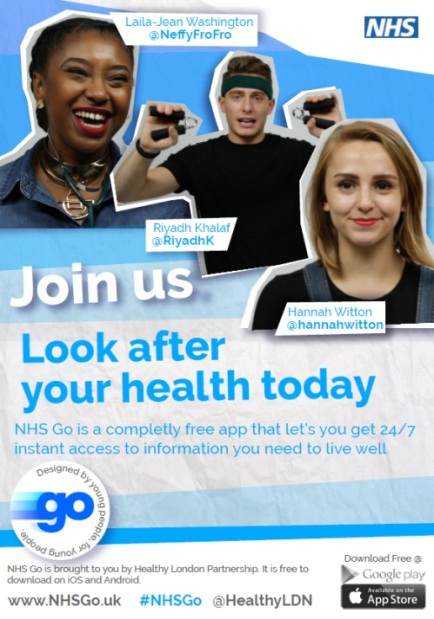 Laila-Jean Washington
@NeffyFroFro
NHS
Riyadh Khalaf
@RiyadhK
Hannah Witton
@hannahwitton
Join us
Look after
your health today
NHS Go is a completly free app that let's you get 24/7
instant access to information you need to live well
Designed by young people, for young people.
go
NHS Go is brought to you by Healthy London Partnership. It is free to
download on iOS and Android.
www.NHSGo.uk #NHSGo @HealthyLDN
Download Free @
Google play
Available on the
App Store